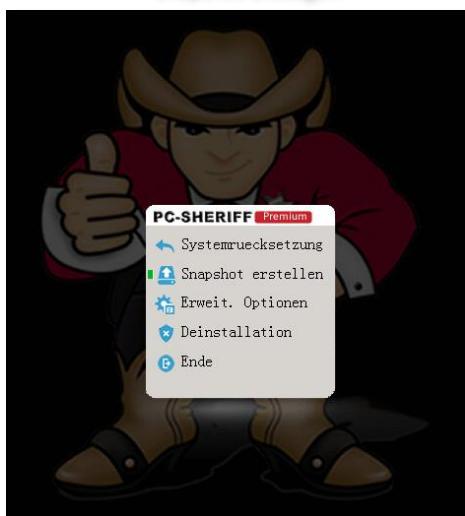 PC-SHERIFF Premium
Systemruecksetzung
Snapshot erstellen
Erweit. Optionen
Deinstallation
Ende